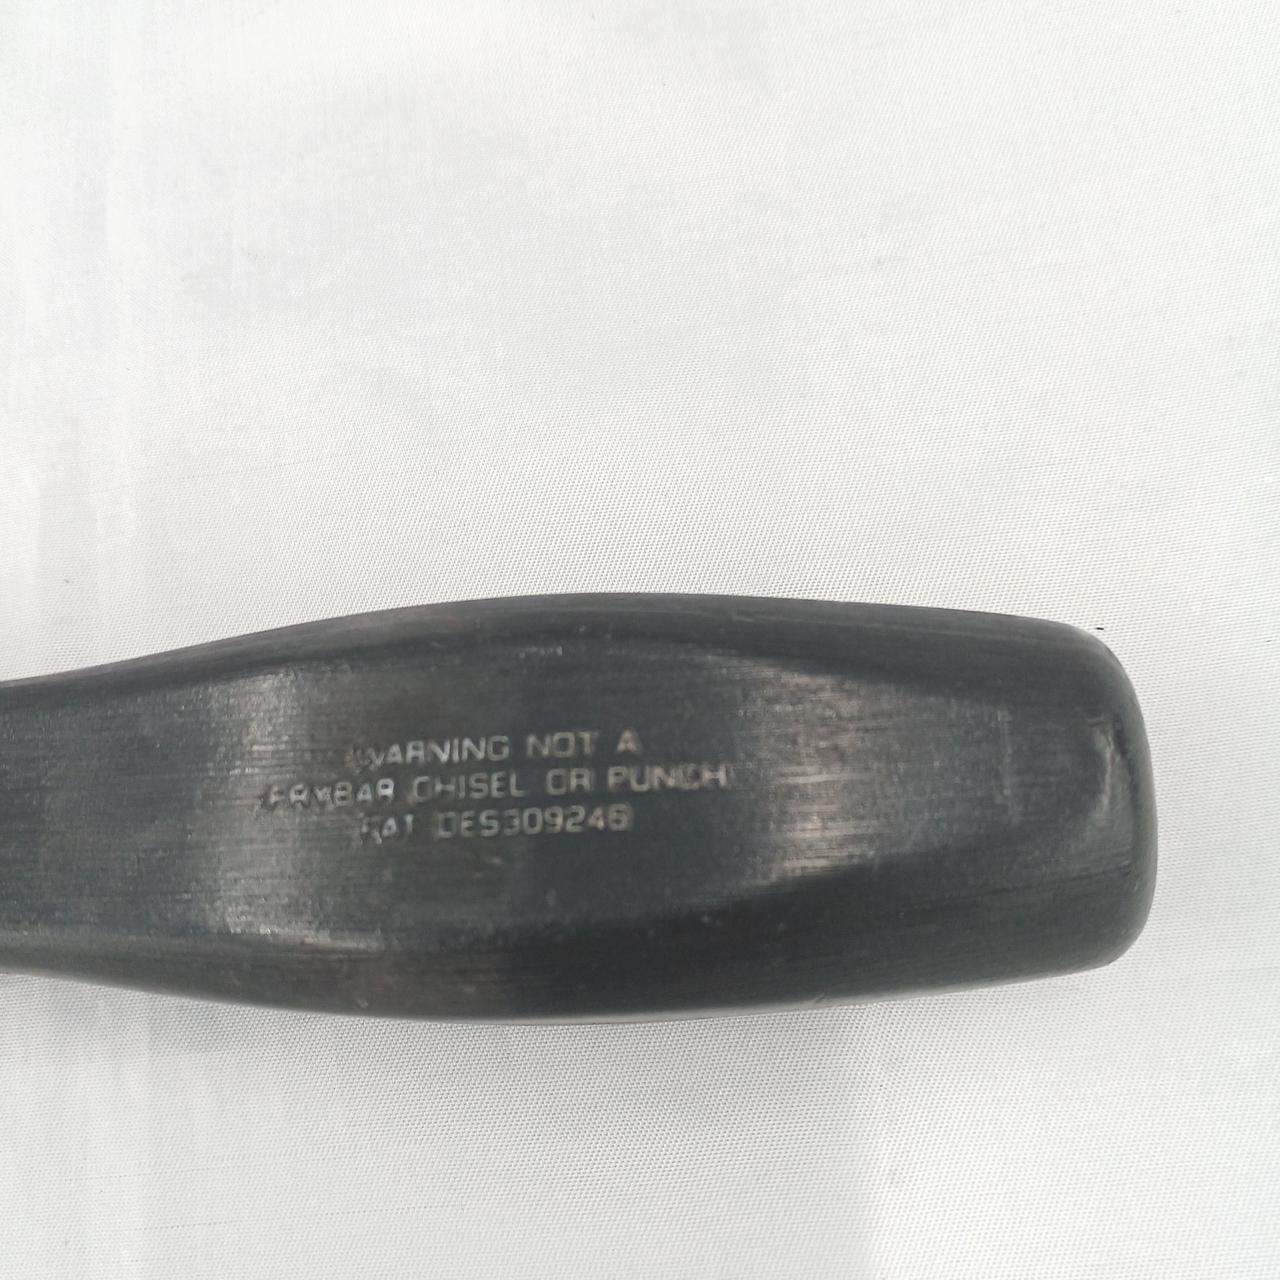 WARNING NOT A
PRYBAR CHISEL OR PUNCH
PAT DES309246